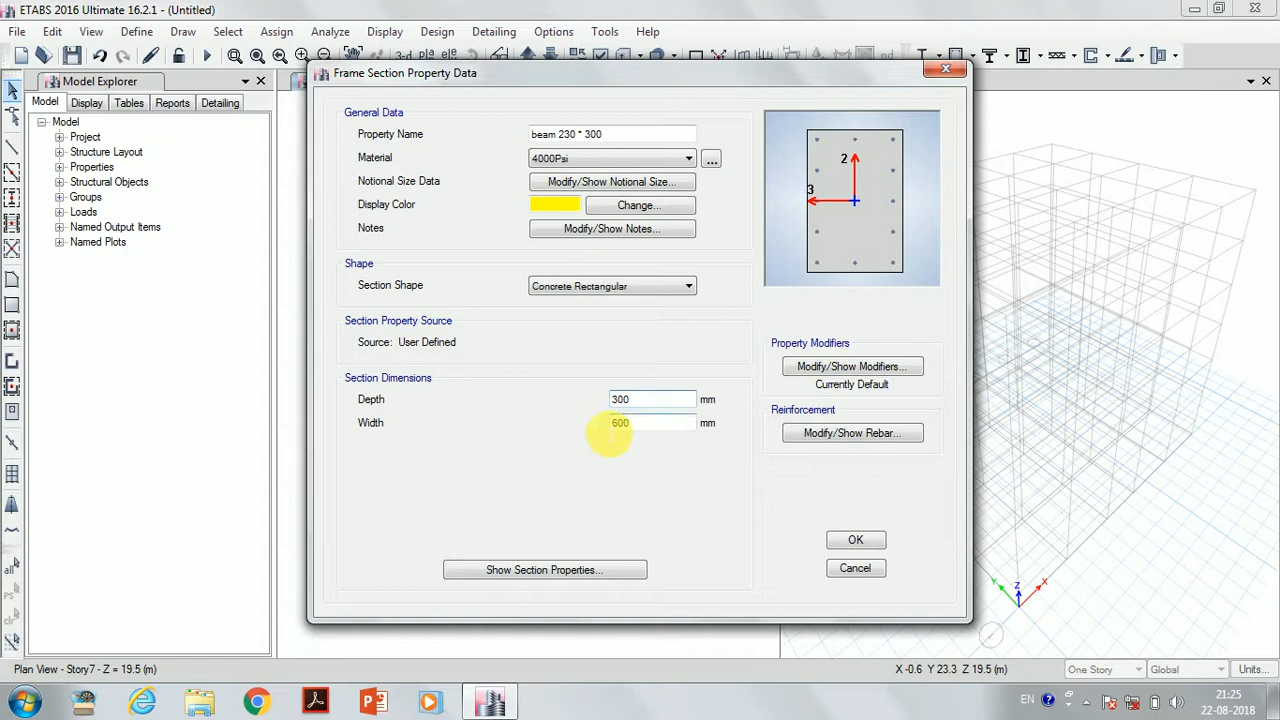 ETABS 2016 Ultimate 16.2.1 - (Untitled)
File Edit View Define Draw Select Assign Analyze Display Design Detailing Options Tools Help
Model Explorer
Model Display Tables Reports Detailing
Model
Project
Structure Layout
Properties
Structural Objects
Groups
Loads
Named Output Items
Named Plots
Frame Section Property Data
General Data
Property Name beam 230 * 300
Material 4000Psi ...
Notional Size Data Modify/Show Notional Size...
Display Color Change...
Notes Modify/Show Notes...
Shape
Section Shape Concrete Rectangular
Section Property Source
Source: User Defined
Section Dimensions
Depth 300 mm
Width 600 mm
Show Section Properties...
2
3
Property Modifiers
Modify/Show Modifiers...
Currently Default
Reinforcement
Modify/Show Rebar...
OK
Cancel
3-d
all
clr
Y Z X
Plan View - Story7 - Z = 19.5 (m) X -0.6 Y 23.3 Z 19.5 (m) One Story Global Units...
EN 21:25
22-08-2018